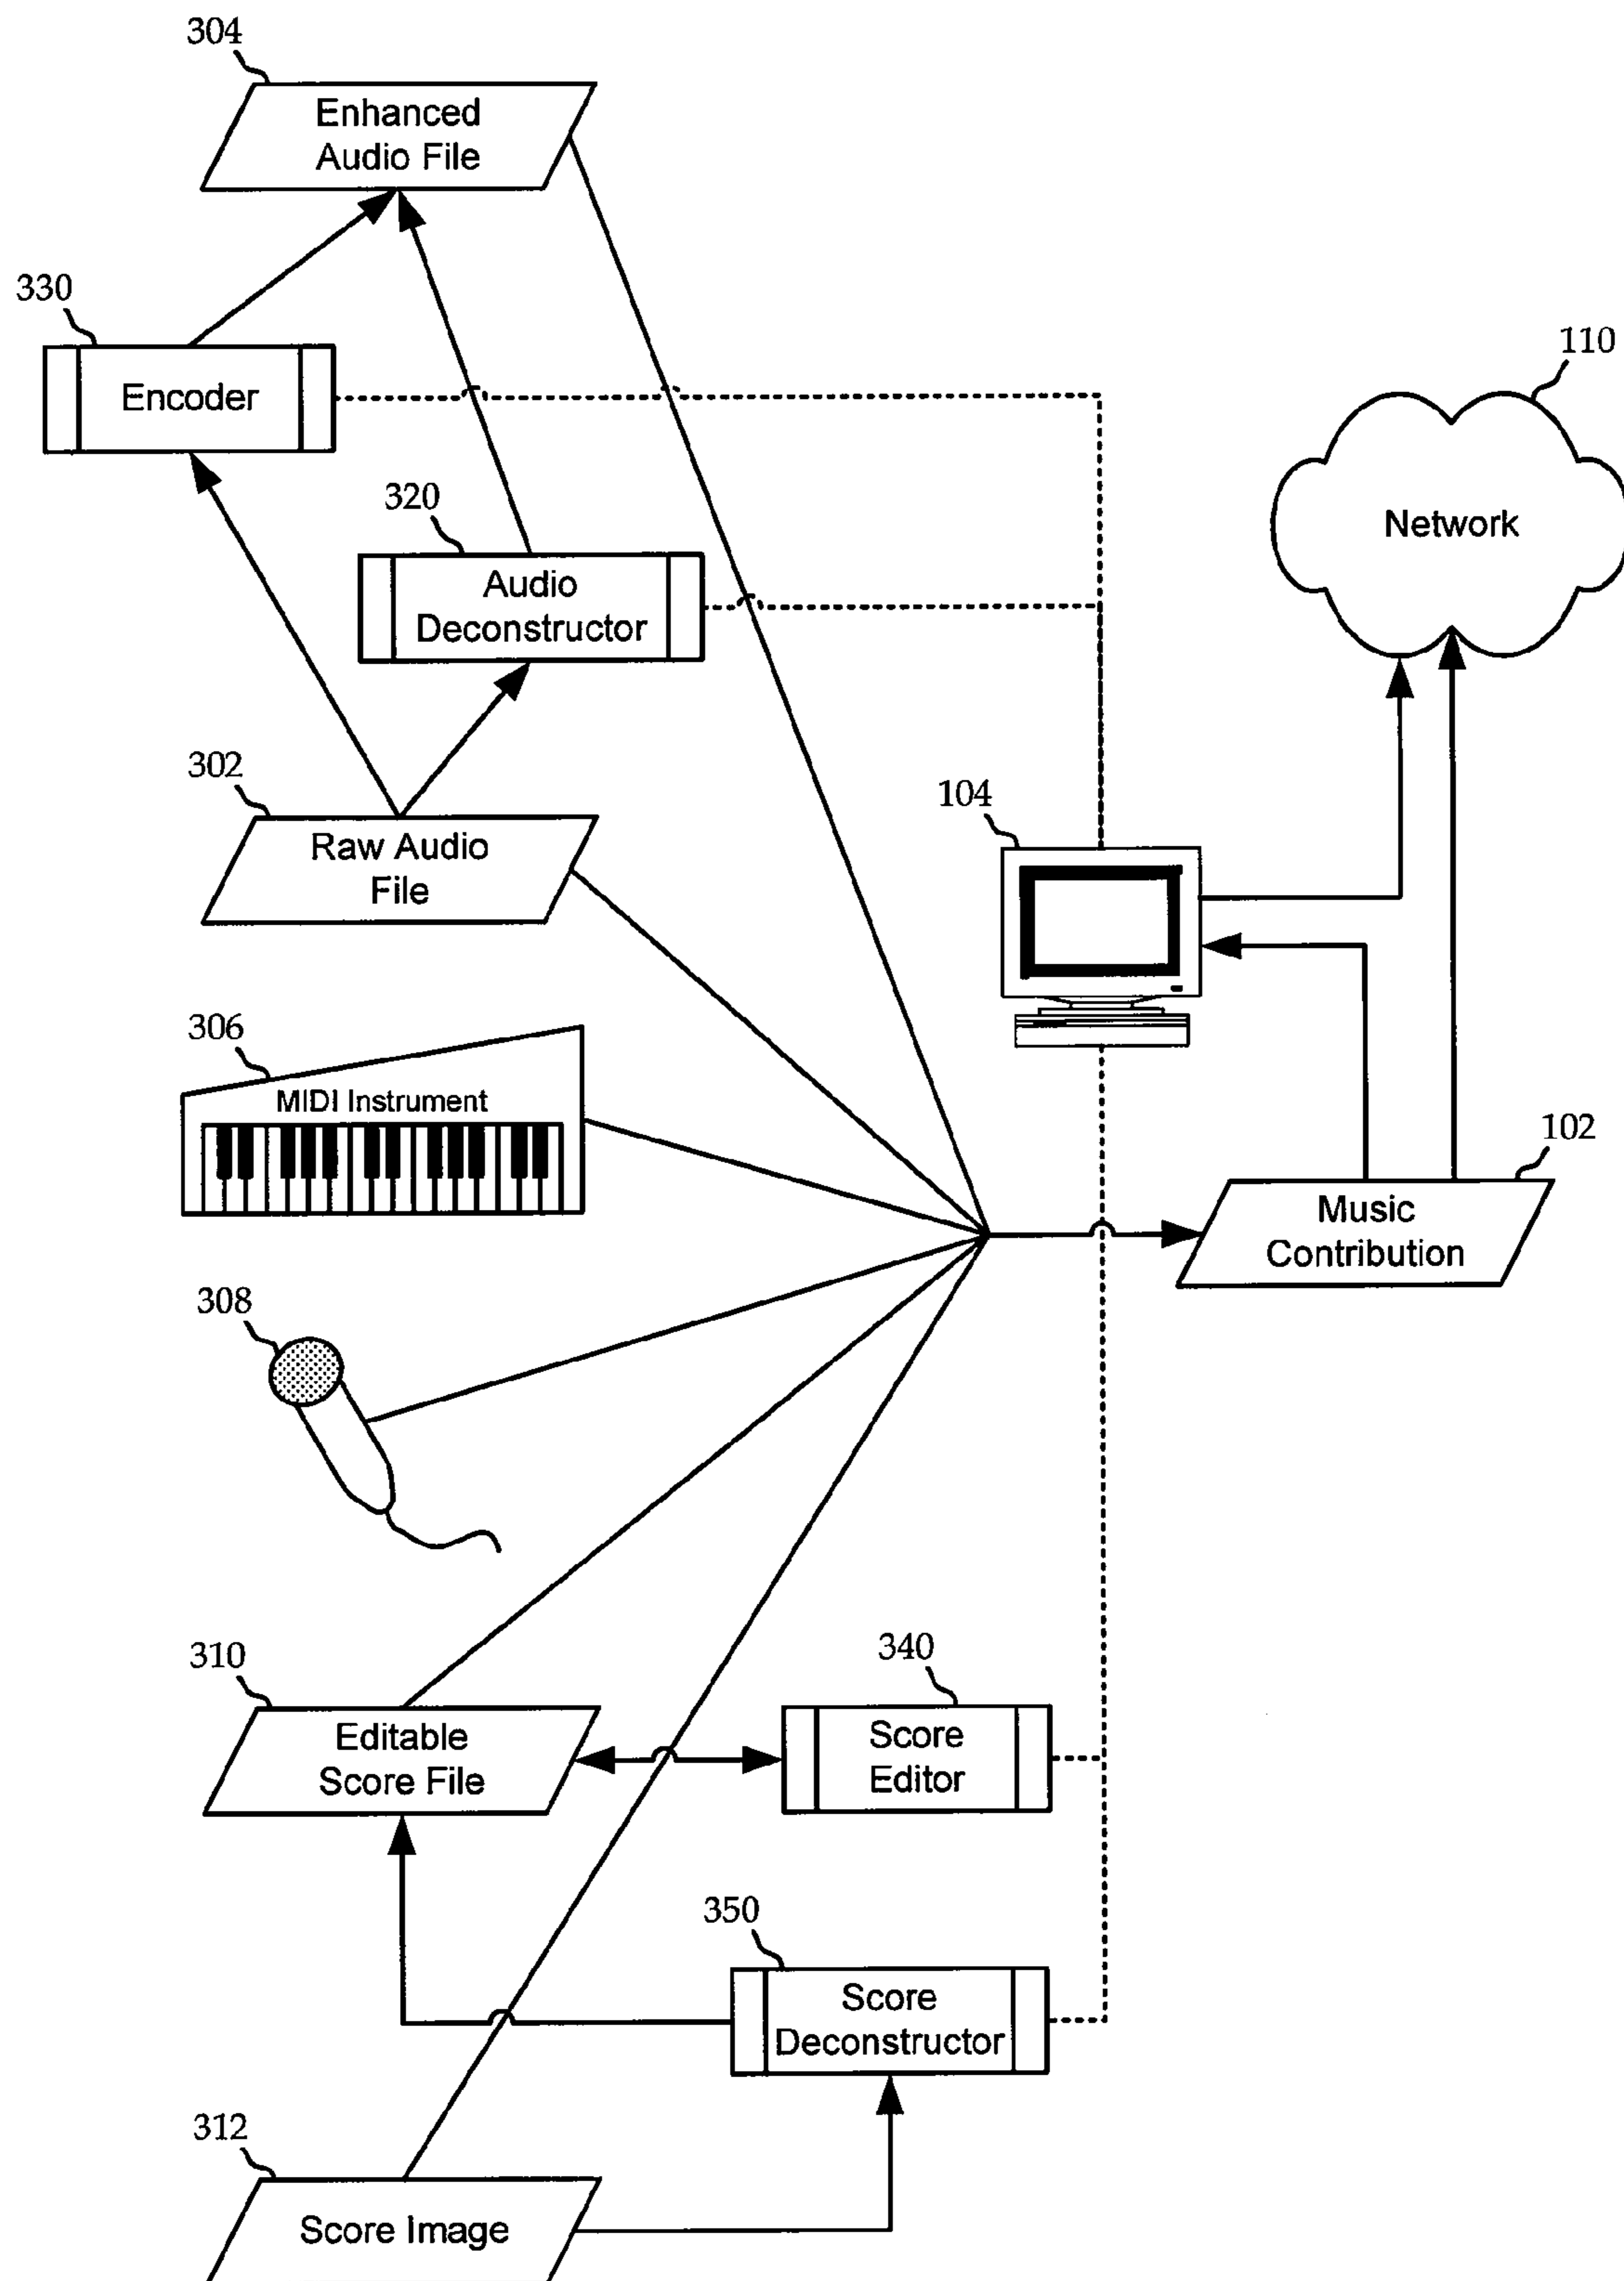 304
Enhanced
Audio File
330
Encoder
110
Network
320
Audio
Deconstructor
302
Raw Audio
File
104
306
MIDI Instrument
102
Music
Contribution
308
310
Editable
Score File
340
Score
Editor
350
Score
Deconstructor
312
Score Image